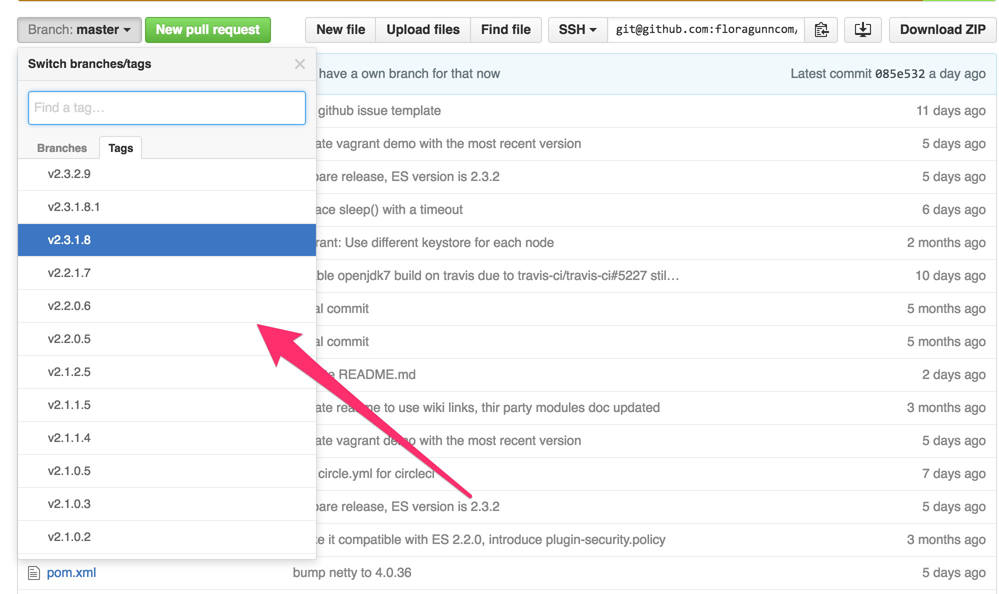 Branch: master New pull request New file Upload files Find file SSH git@github.com:floragunncom, Download ZIP
Switch branches/tags
have a own branch for that now Latest commit 085e532 a day ago
Find a tag…
github issue template 11 days ago
Branches Tags
ate vagrant demo with the most recent version 5 days ago
v2.3.2.9
pare release, ES version is 2.3.2 5 days ago
v2.3.1.8.1
ace sleep() with a timeout 6 days ago
v2.3.1.8
rant: Use different keystore for each node 2 months ago
v2.2.1.7
ble openjdk7 build on travis due to travis-ci/travis-ci#5227 stil… 10 days ago
v2.2.0.6
al commit 5 months ago
v2.2.0.5
al commit 5 months ago
v2.1.2.5
README.md 2 days ago
v2.1.1.5
ate readme to use wiki links, thir party modules doc updated 3 months ago
v2.1.1.4
ate vagrant demo with the most recent version 5 days ago
v2.1.0.5
circle.yml for circleci 7 days ago
v2.1.0.3
pare release, ES version is 2.3.2 5 days ago
v2.1.0.2
e it compatible with ES 2.2.0, introduce plugin-security.policy 3 months ago
pom.xml bump netty to 4.0.36 5 days ago